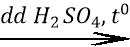 dd H₂SO₄, t⁰